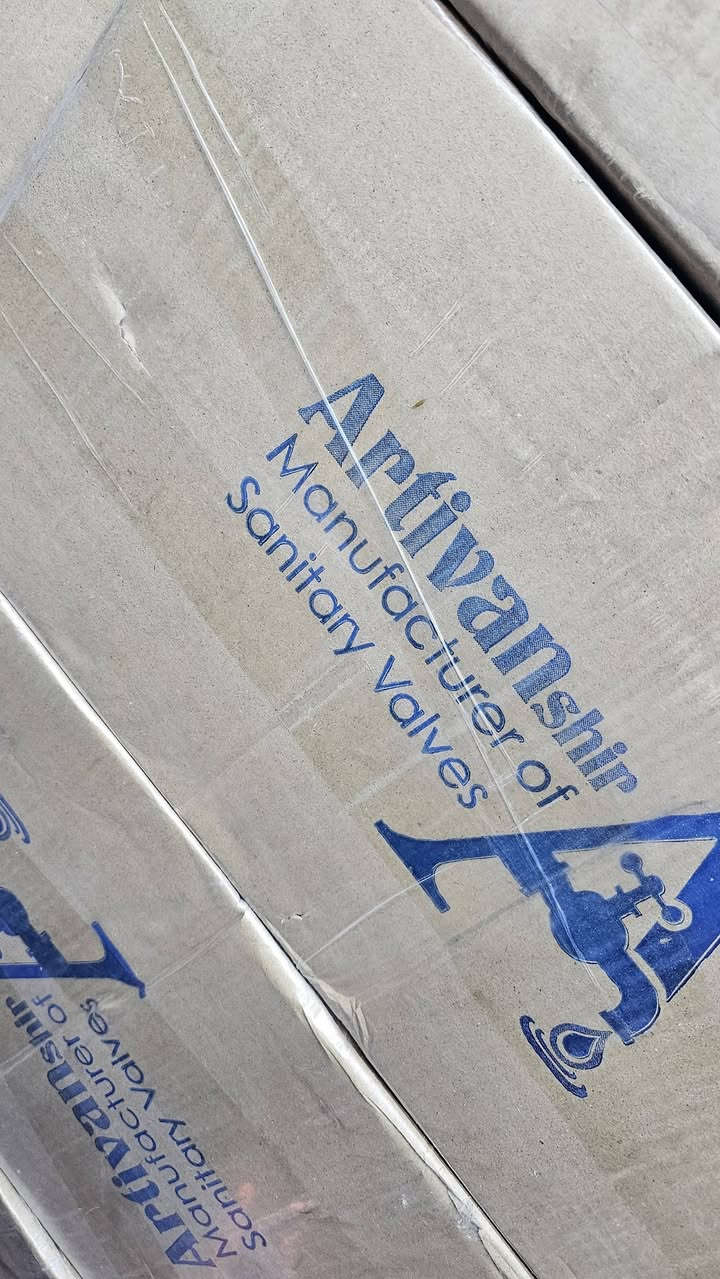 Artivanshir
Manufacturer of
Sanitary Valves
Artivanshir
Manufacturer of
Sanitary Valves